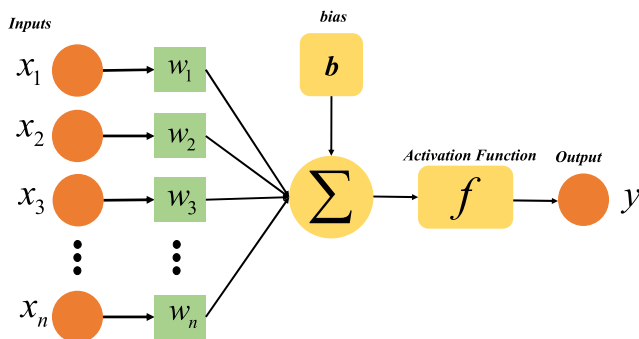 Inputs
bias
x1
w1
b
x2
w2
Activation Function
Output
x3
w3
Σ
f
y
xn
wn